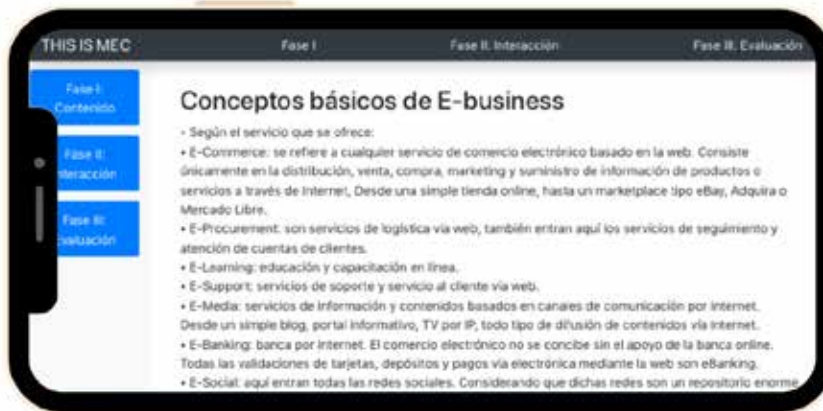 THIS IS MEC
Fase I
Fase II. Interacción
Fase III. Evaluación
Fase I:
Contenido
Fase II:
nteracción
Fase III:
valuación
Conceptos básicos de E-business
- Según el servicio que se ofrece:
• E-Commerce: se refiere a cualquier servicio de comercio electrónico basado en la web. Consiste
únicamente en la distribución, venta, compra, marketing y suministro de información de productos o
servicios a través de Internet, Desde una simple tienda online, hasta un marketplace tipo eBay, Adquira o
Mercado Libre.
• E-Procurement: son servicios de logística vía web, también entran aquí los servicios de seguimiento y
atención de cuentas de clientes.
• E-Learning: educación y capacitación en línea.
• E-Support: servicios de soporte y servicio al cliente vía web.
• E-Media: servicios de información y contenidos basados en canales de comunicación por Internet.
Desde un simple blog, portal informativo, TV por IP, todo tipo de difusión de contenidos vía Internet.
• E-Banking: banca por internet. El comercio electrónico no se concibe sin el apoyo de la banca online.
Todas las validaciones de tarjetas, depósitos y pagos vía electrónica mediante la web son eBanking.
• E-Social: aquí entran todas las redes sociales. Considerando que dichas redes son un repositorio enorme